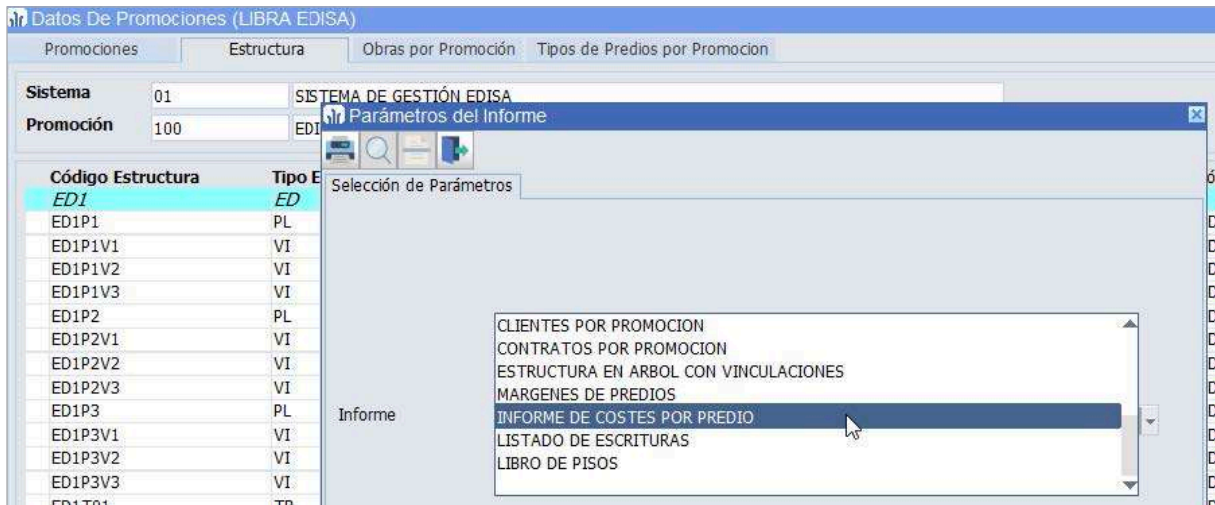 Datos De Promociones (LIBRA EDISA)
Promociones Estructura Obras por Promoción Tipos de Predios por Promocion
Sistema 01 SISTEMA DE GESTIÓN EDISA
Parámetros del Informe
Promoción 100 EDI
Selección de Parámetros
Código Estructura Tipo E
ED1 ED
ED1P1 PL
ED1P1V1 VI
ED1P1V2 VI
ED1P1V3 VI
ED1P2 PL
ED1P2V1 VI
ED1P2V2 VI
ED1P2V3 VI
ED1P3 PL
ED1P3V1 VI
ED1P3V2 VI
ED1P3V3 VI
ED1T01 TR
Informe
CLIENTES POR PROMOCION
CONTRATOS POR PROMOCION
ESTRUCTURA EN ARBOL CON VINCULACIONES
MARGENES DE PREDIOS
INFORME DE COSTES POR PREDIO
LISTADO DE ESCRITURAS
LIBRO DE PISOS